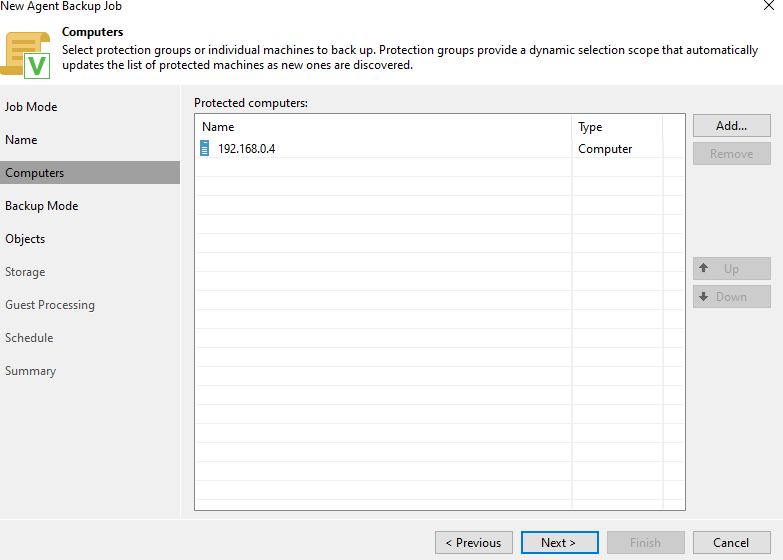 New Agent Backup Job
Computers
Select protection groups or individual machines to back up. Protection groups provide a dynamic selection scope that automatically
updates the list of protected machines as new ones are discovered.
Job Mode
Name
Computers
Backup Mode
Objects
Storage
Guest Processing
Schedule
Summary
Protected computers:
Name Type
192.168.0.4 Computer
Add...
Remove
Up
Down
< Previous
Next >
Finish
Cancel